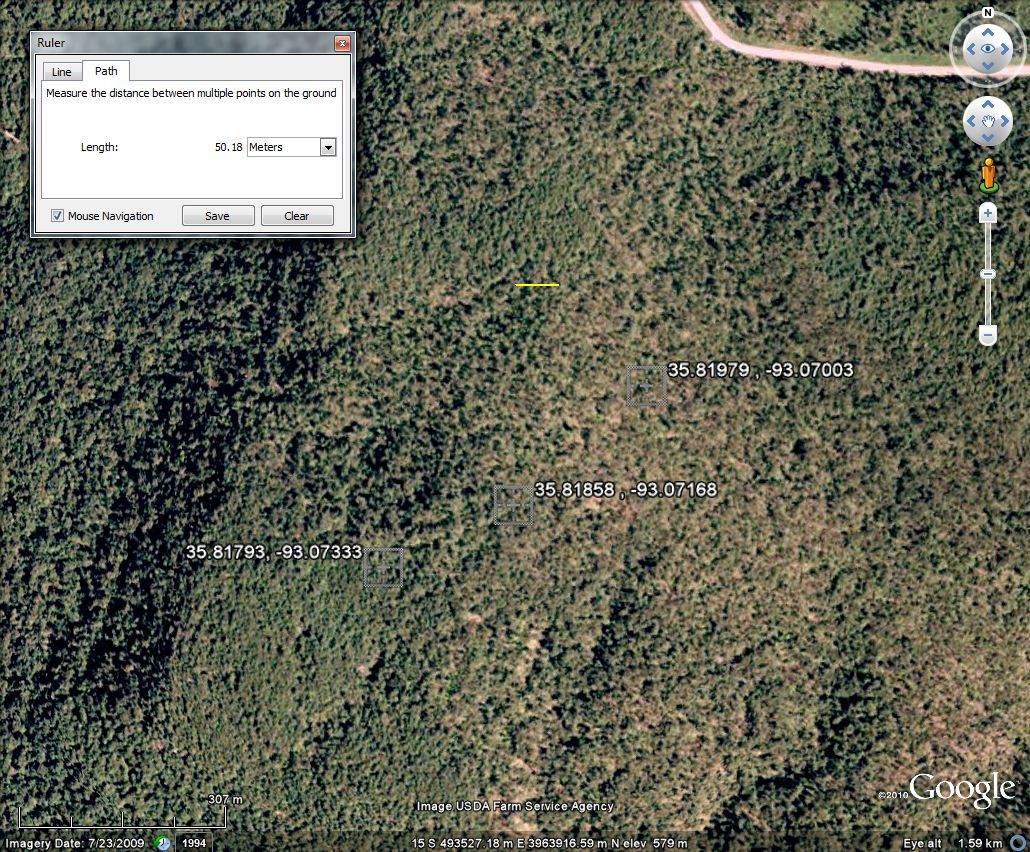 Ruler
Line Path
Measure the distance between multiple points on the ground
Length: 50.18 Meters
Mouse Navigation Save Clear
N
35.81979 , -93.07003
35.81858 , -93.07168
35.81793, -93.07333
307 m
Image USDA Farm Service Agency
©2010 Google
Imagery Date: 7/23/2009 1994 15 S 493527.18 m E 3963916.59 m N elev 579 m Eye alt 1.59 km